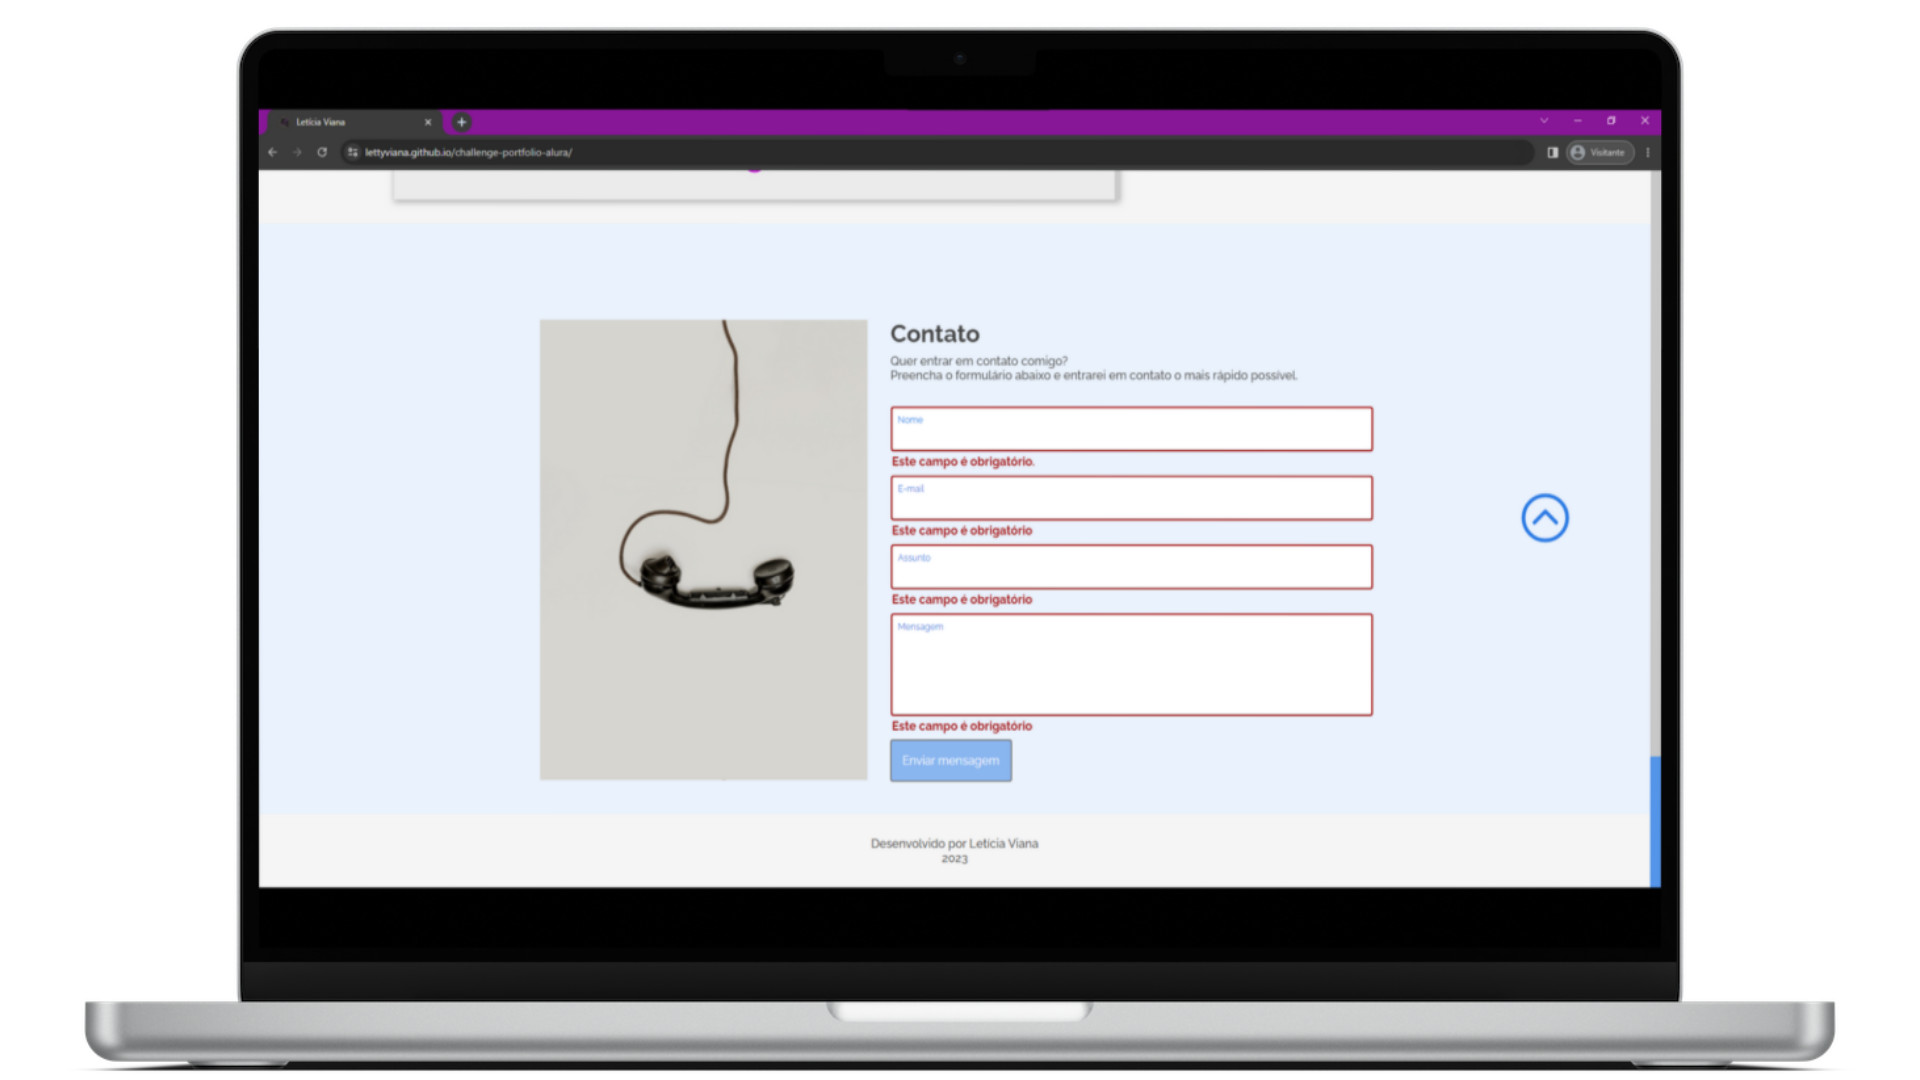 Letícia Viana
lettyviana.github.io/challenge-portfolio-alura/
Visitante
Contato
Quer entrar em contato comigo?
Preencha o formulário abaixo e entrarei em contato o mais rápido possível.
Nome
Este campo é obrigatório.
E-mail
Este campo é obrigatório
Assunto
Este campo é obrigatório
Mensagem
Este campo é obrigatório
Enviar mensagem
Desenvolvido por Letícia Viana
2023